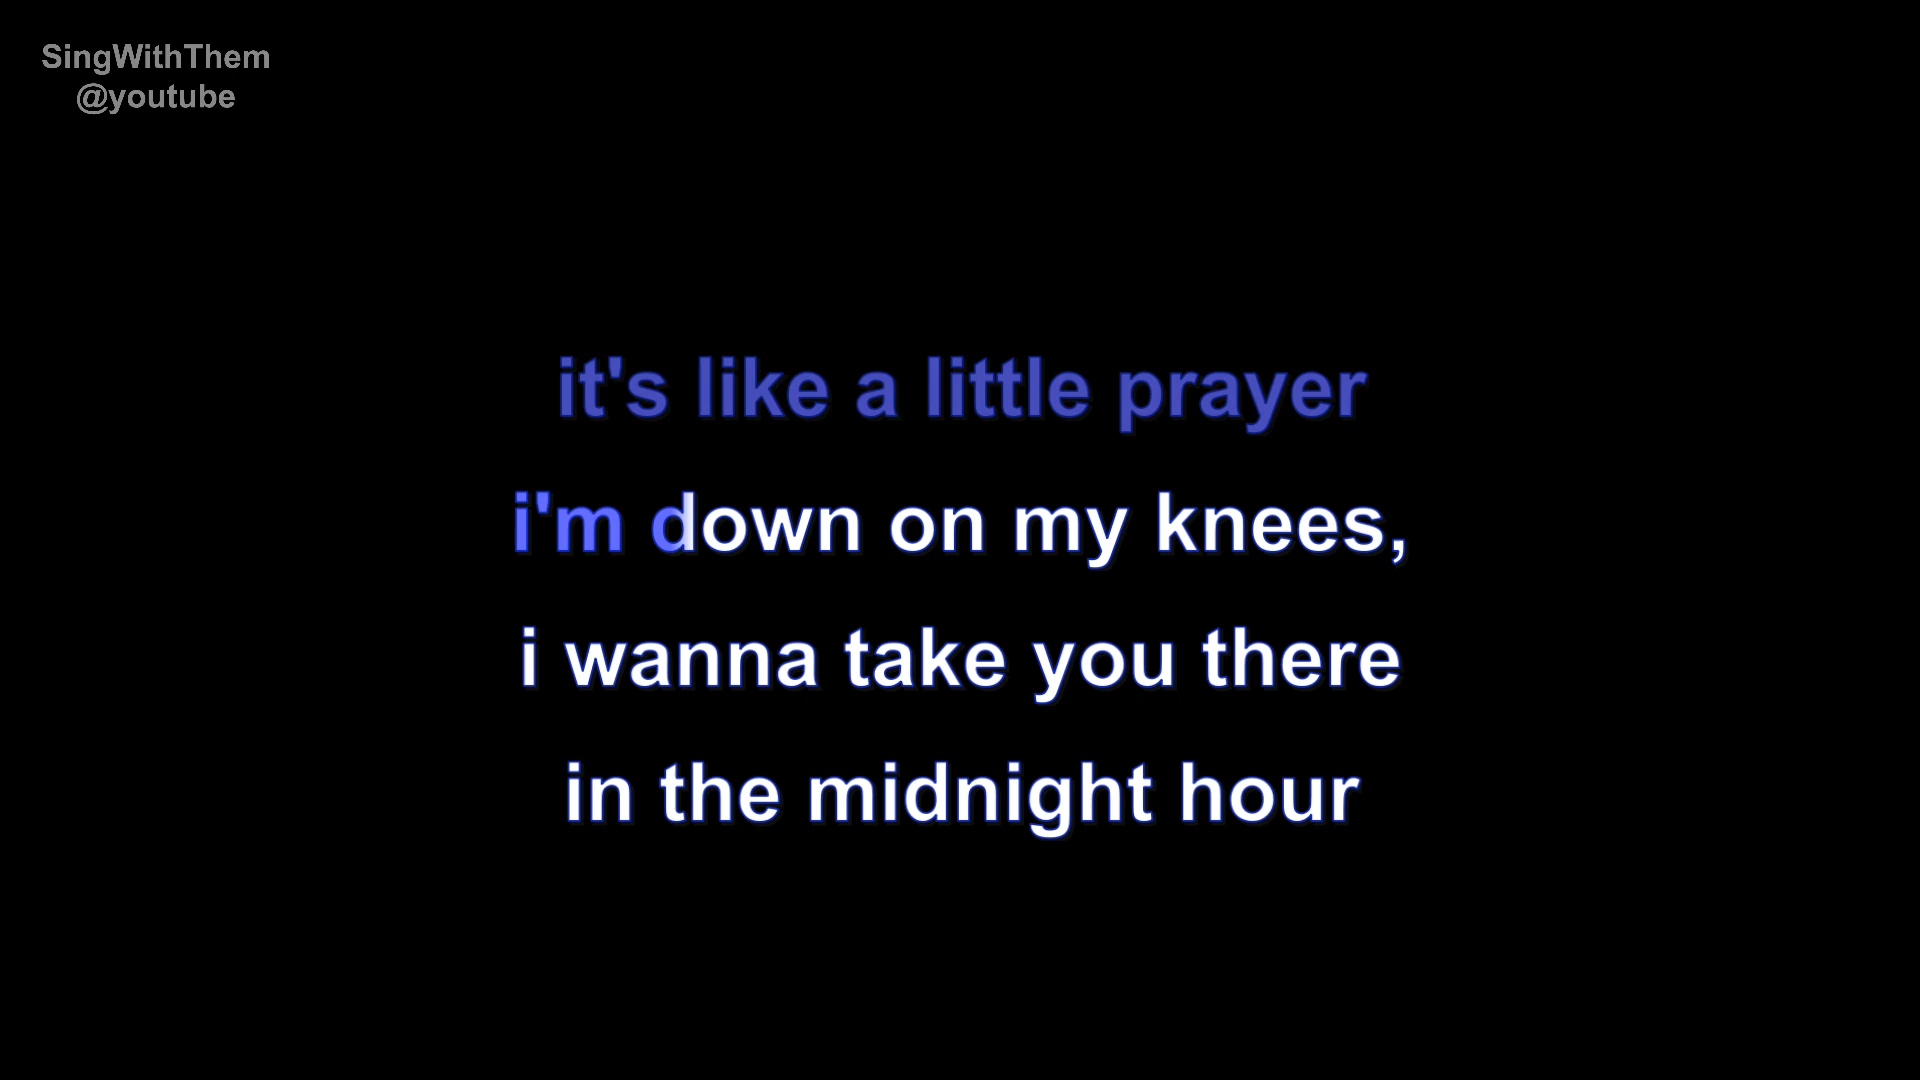 SingWithThem
@youtube
it's like a little prayer
i'm down on my knees,
i wanna take you there
in the midnight hour